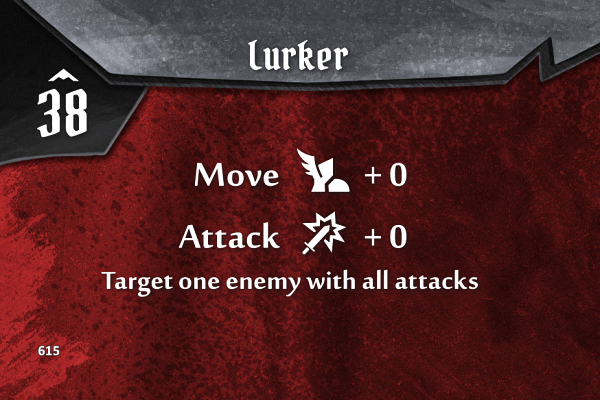 Lurker
38
Move + 0
Attack + 0
Target one enemy with all attacks
615